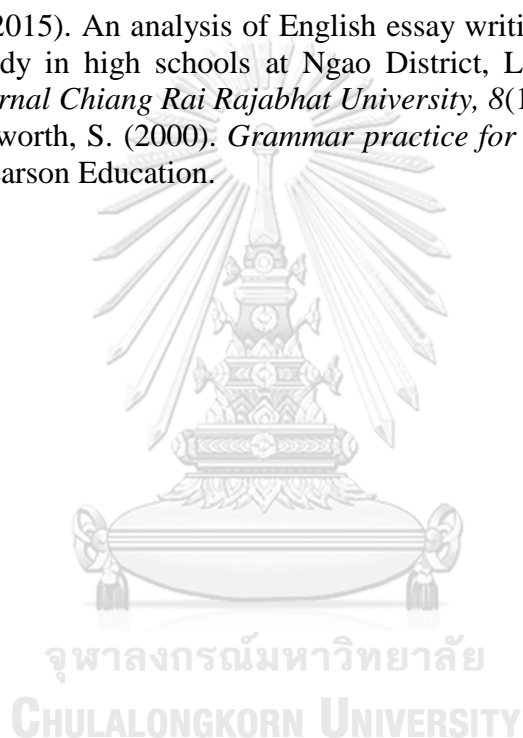 2015). An analysis of English essay writi
dy in high schools at Ngao District, L
rnal Chiang Rai Rajabhat University, 8(1
worth, S. (2000). Grammar practice for
arson Education.
จุฬาลงกรณ์มหาวิทยาลัย
CHULALONGKORN UNIVERSITY